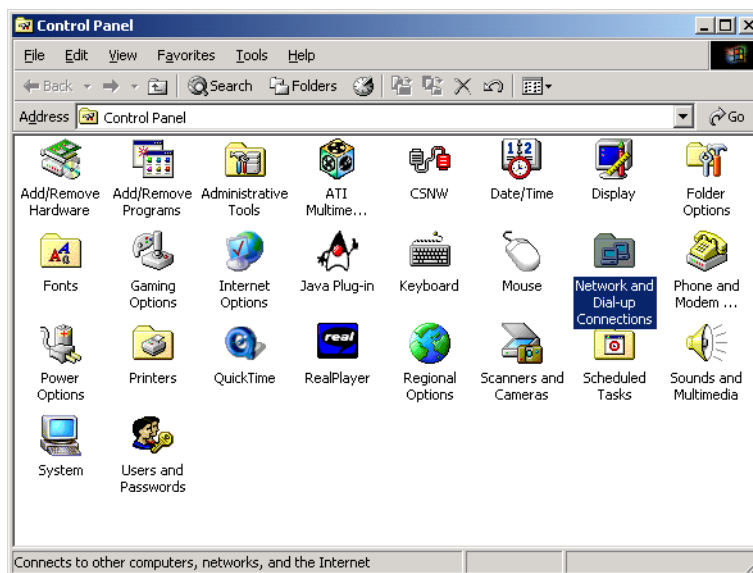 Control Panel
File Edit View Favorites Tools Help
Back Search Folders
Address Control Panel Go
Add/Remove Hardware
Add/Remove Programs
Administrative Tools
ATI Multime...
CSNW
Date/Time
Display
Folder Options
Fonts
Gaming Options
Internet Options
Java Plug-in
Keyboard
Mouse
Network and Dial-up Connections
Phone and Modem ...
Power Options
Printers
QuickTime
real
RealPlayer
Regional Options
Scanners and Cameras
Scheduled Tasks
Sounds and Multimedia
System
Users and Passwords
Connects to other computers, networks, and the Internet